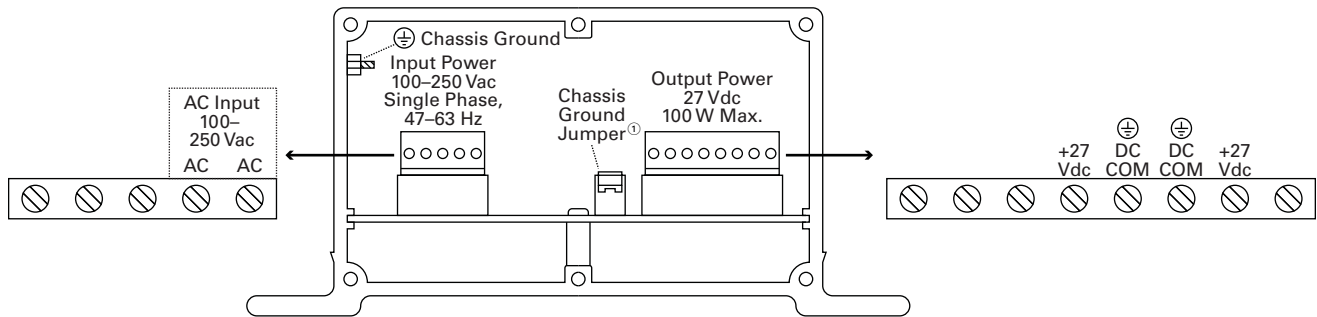 AC Input
100–
250 Vac
AC AC
Chassis Ground
Input Power
100–250 Vac
Single Phase,
47–63 Hz
Chassis
Ground
Jumper①
Output Power
27 Vdc
100 W Max.
+27
Vdc
DC
COM
DC
COM
+27
Vdc